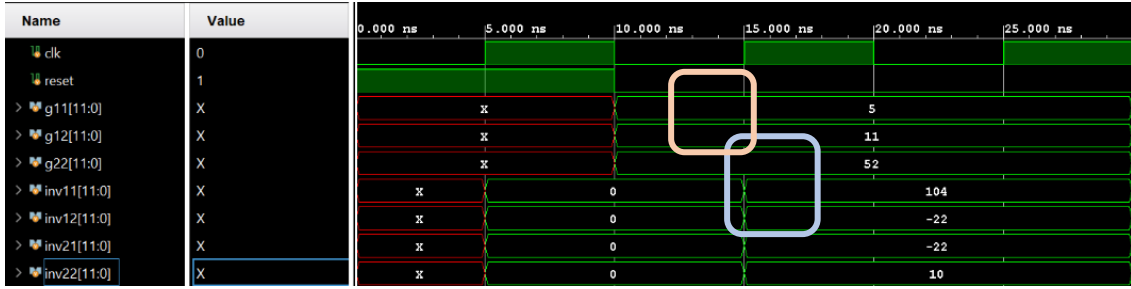 Name Value
0.000 ns 5.000 ns 10.000 ns 15.000 ns 20.000 ns 25.000 ns
clk 0
reset 1
g11[11:0] X X 5
g12[11:0] X X 11
g22[11:0] X X 52
inv11[11:0] X X 0 104
inv12[11:0] X X 0 -22
inv21[11:0] X X 0 -22
inv22[11:0] X X 0 10